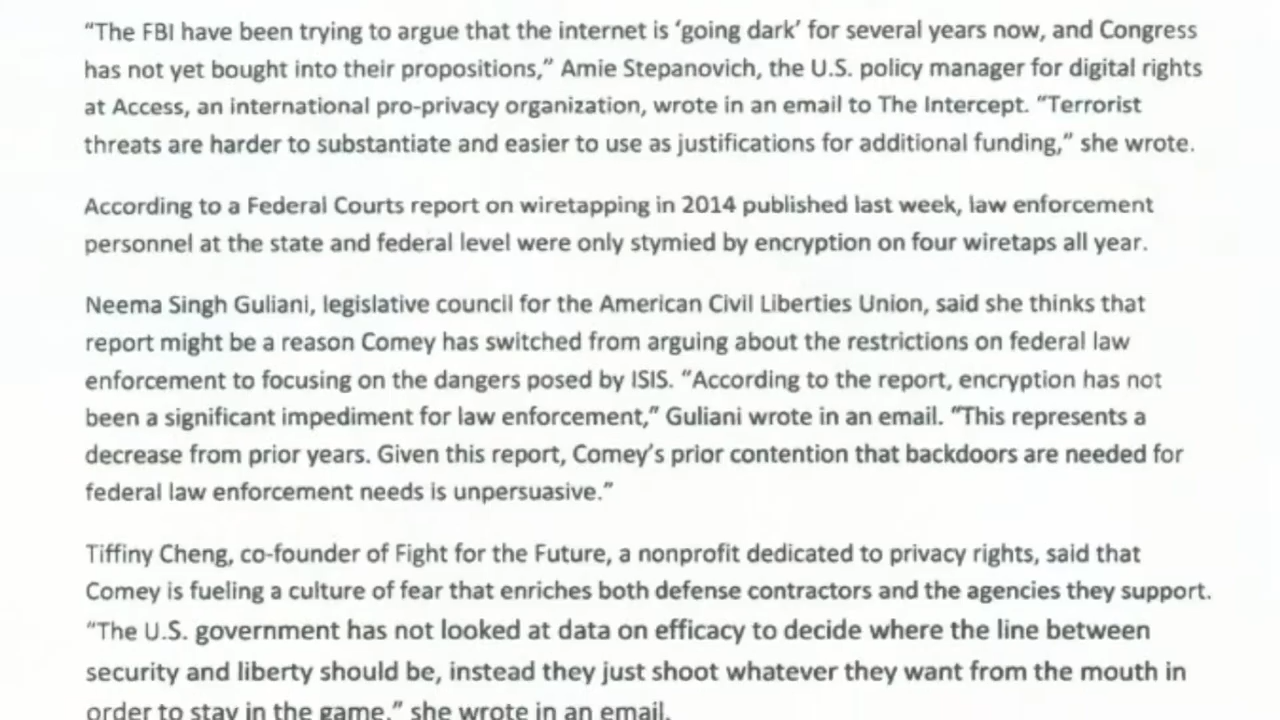 “The FBI have been trying to argue that the internet is ‘going dark’ for several years now, and Congress
has not yet bought into their propositions,” Amie Stepanovich, the U.S. policy manager for digital rights
at Access, an international pro-privacy organization, wrote in an email to The Intercept. “Terrorist
threats are harder to substantiate and easier to use as justifications for additional funding,” she wrote.
According to a Federal Courts report on wiretapping in 2014 published last week, law enforcement
personnel at the state and federal level were only stymied by encryption on four wiretaps all year.
Neema Singh Guliani, legislative council for the American Civil Liberties Union, said she thinks that
report might be a reason Comey has switched from arguing about the restrictions on federal law
enforcement to focusing on the dangers posed by ISIS. “According to the report, encryption has not
been a significant impediment for law enforcement,” Guliani wrote in an email. “This represents a
decrease from prior years. Given this report, Comey’s prior contention that backdoors are needed for
federal law enforcement needs is unpersuasive.”
Tiffiny Cheng, co-founder of Fight for the Future, a nonprofit dedicated to privacy rights, said that
Comey is fueling a culture of fear that enriches both defense contractors and the agencies they support.
“The U.S. government has not looked at data on efficacy to decide where the line between
security and liberty should be, instead they just shoot whatever they want from the mouth in
order to stay in the game,” she wrote in an email.